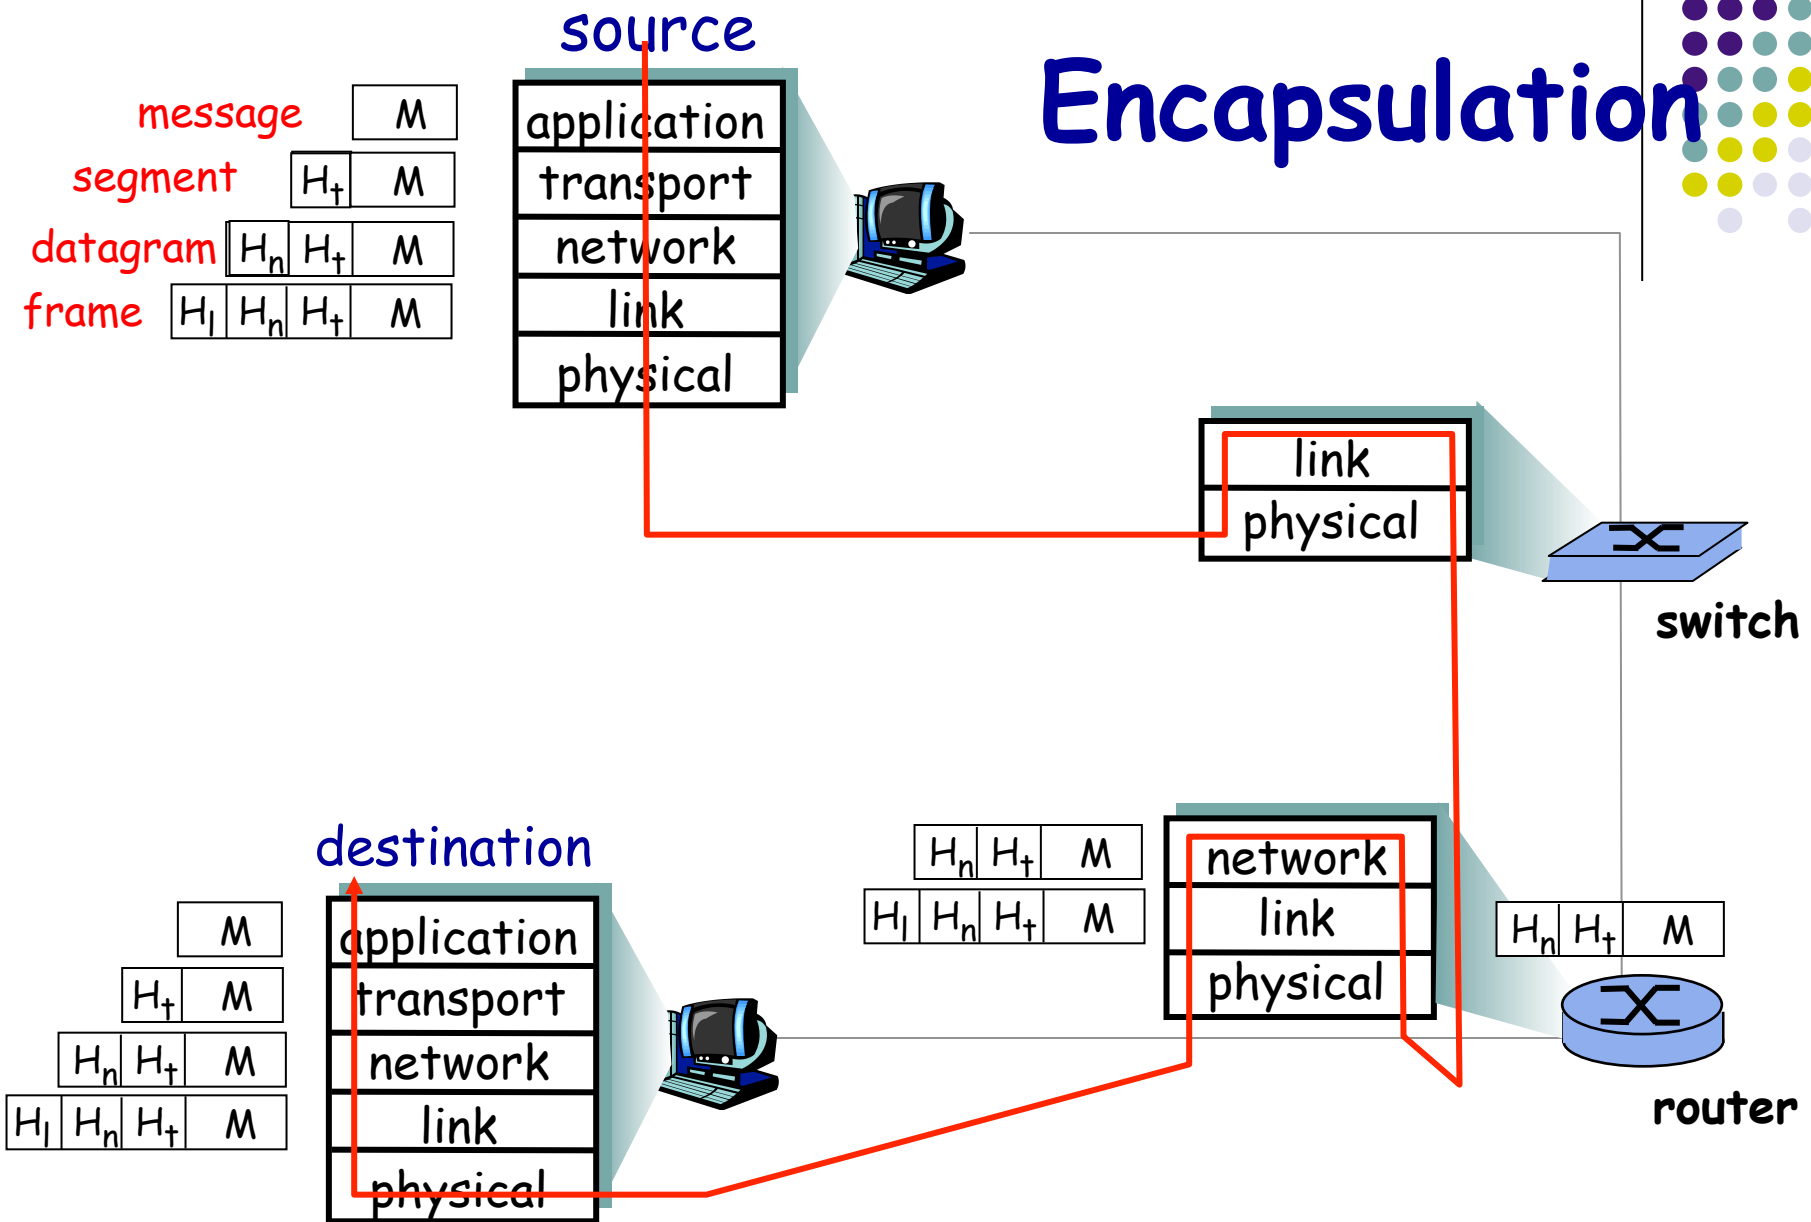 source
Encapsulation
message M application
segment Ht M transport
datagram Hn Ht M network
frame Hl Hn Ht M link
physical
link
physical
switch
destination
Hn Ht M network
Hl Hn Ht M link
Hn Ht M
physical
M application
Ht M transport
Hn Ht M network
Hl Hn Ht M link
physical
router